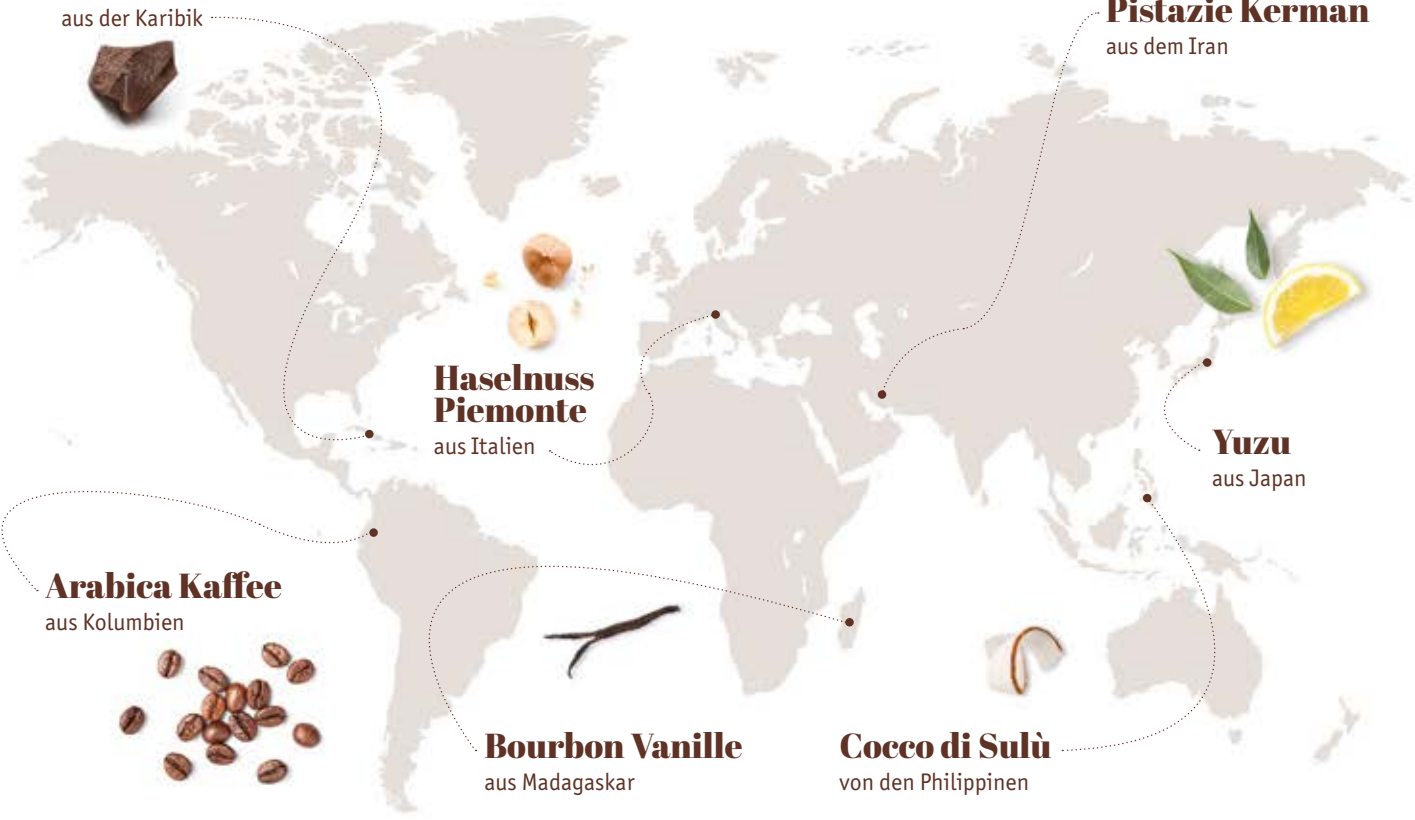 aus der Karibik
Pistazie Kerman
aus dem Iran
Haselnuss
Piemonte
aus Italien
Yuzu
aus Japan
Arabica Kaffee
aus Kolumbien
Bourbon Vanille
aus Madagaskar
Cocco di Sulù
von den Philippinen